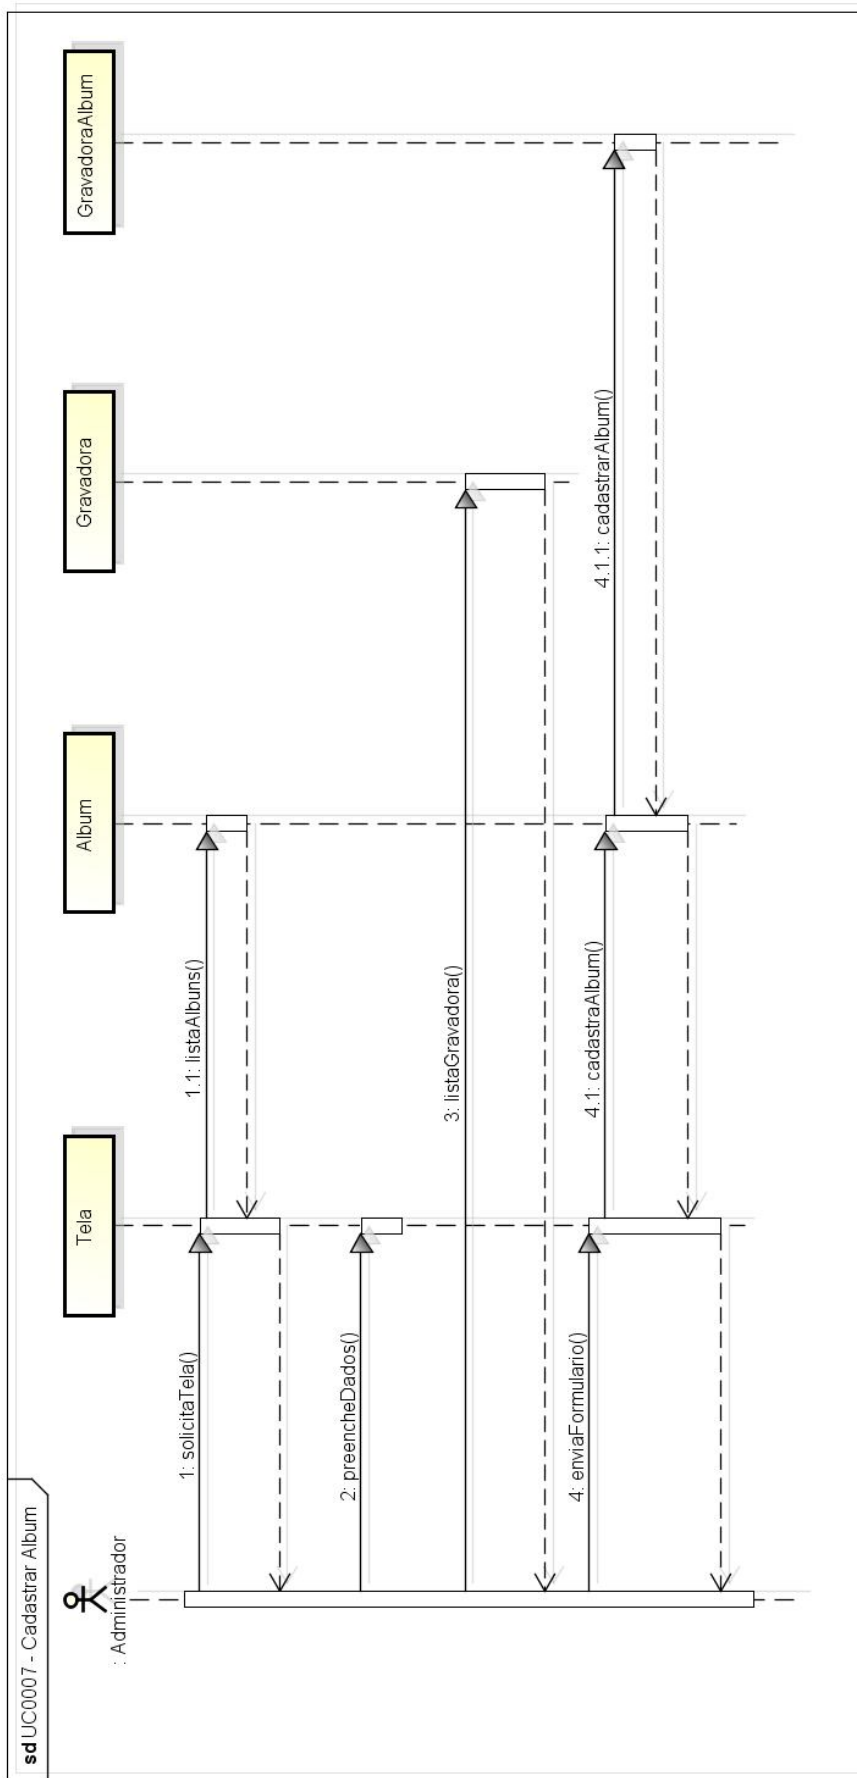 sd UC0007 - Cadastrar Album
: Administrador
Tela
Album
Gravadora
GravadoraAlbum
1: solicitaTela()
1.1: listaAlbuns()
2: preencheDados()
3: listaGravadora()
4: enviaFormulario()
4.1: cadastraAlbum()
4.1.1: cadastrarAlbum()